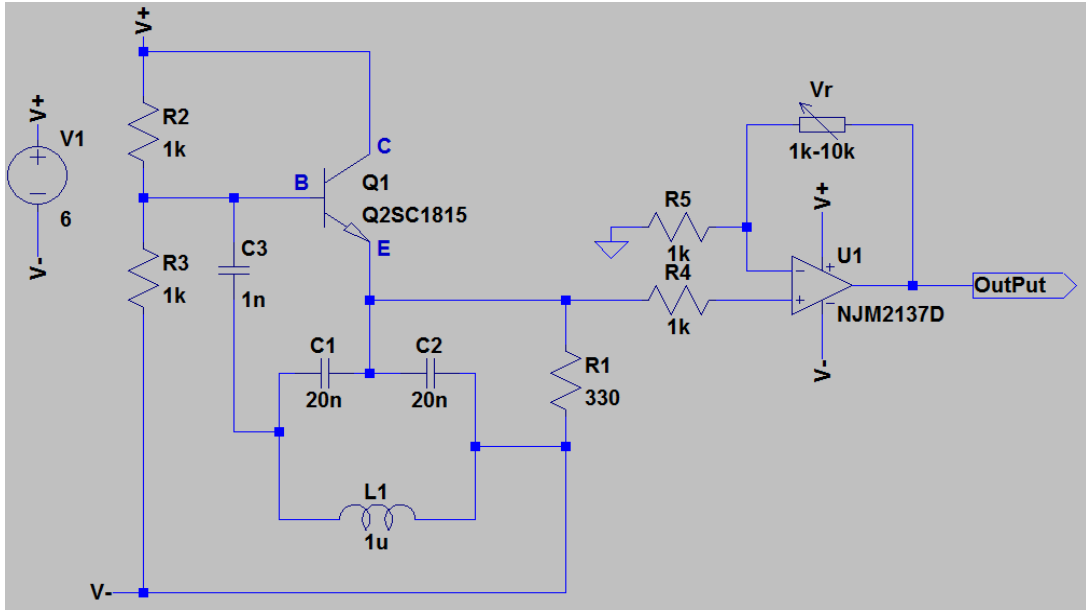 V+
R2
1k
V+
V1
6
V-
C
B
Q1
Q2SC1815
E
R3
1k
C3
1n
C1
20n
C2
20n
L1
1u
V-
R1
330
R5
1k
R4
1k
Vr
1k-10k
V+
U1
NJM2137D
V-
OutPut